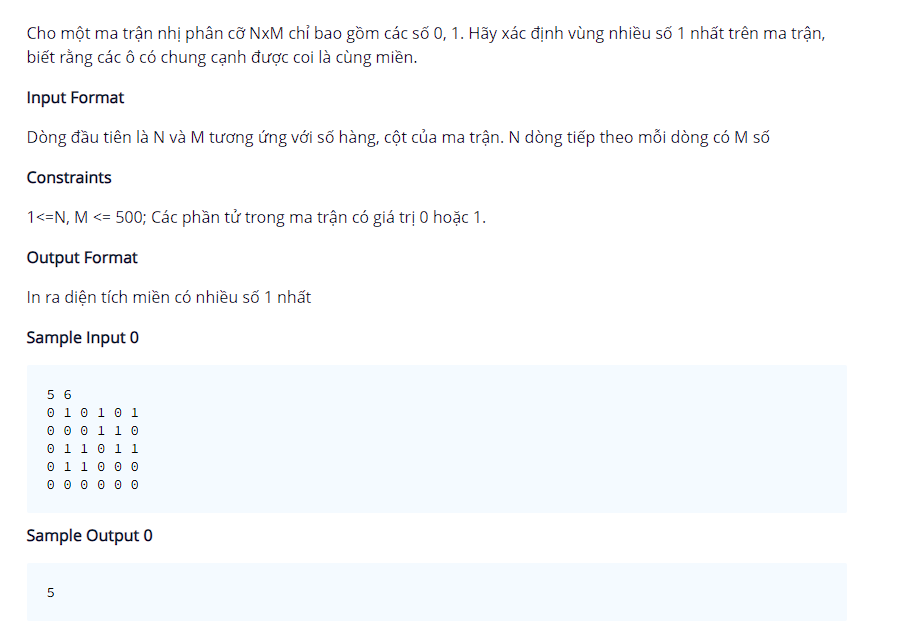 Cho một ma trận nhị phân cỡ NxM chỉ bao gồm các số 0, 1. Hãy xác định vùng nhiều số 1 nhất trên ma trận,
biết rằng các ô có chung cạnh được coi là cùng miền.
Input Format
Dòng đầu tiên là N và M tương ứng với số hàng, cột của ma trận. N dòng tiếp theo mỗi dòng có M số
Constraints
1<=N, M <= 500; Các phần tử trong ma trận có giá trị 0 hoặc 1.
Output Format
In ra diện tích miền có nhiều số 1 nhất
Sample Input 0
5 6
0 1 0 1 0 1
0 0 0 1 1 0
0 1 1 0 1 1
0 1 1 0 0 0
0 0 0 0 0 0
Sample Output 0
5